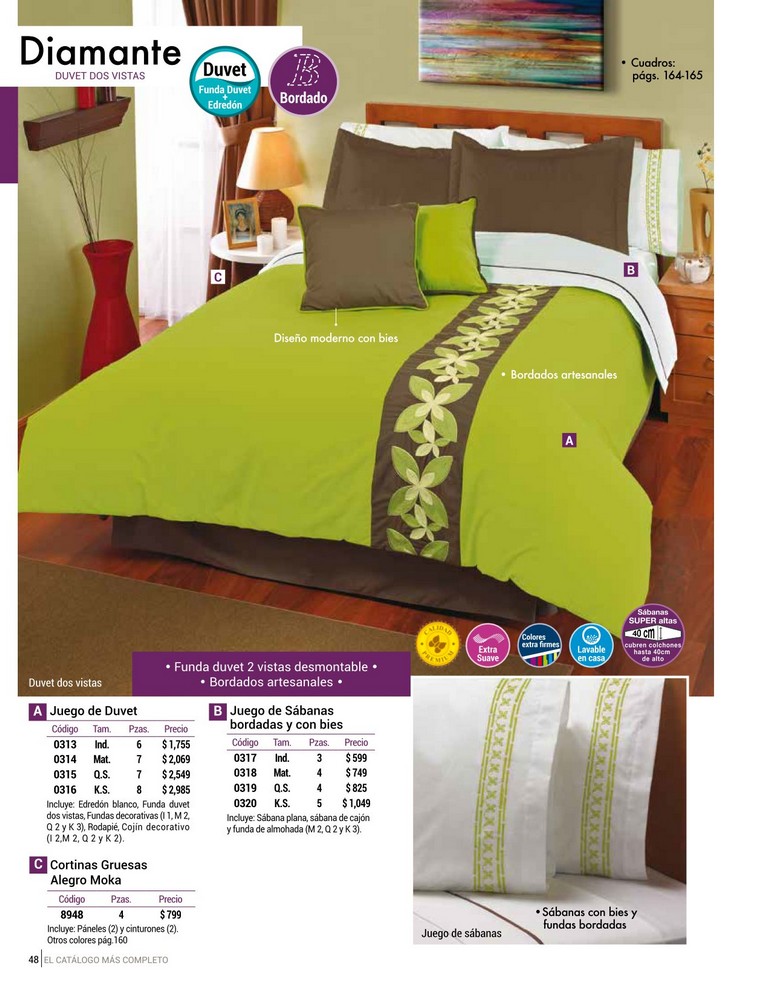 Diamante
DUVET DOS VISTAS
Duvet
Funda Duvet
+
Edredón
B
Bordado
• Cuadros:
págs. 164-165
C
B
Diseño moderno con bies
• Bordados artesanales
A
CALIDAD
PREMIUM
Extra
Suave
Colores
extra firmes
Lavable
en casa
Sábanas
SUPER altas
40 cm
cubren colchones
hasta 40cm
de alto
Duvet dos vistas
• Funda duvet 2 vistas desmontable •
• Bordados artesanales •
A Juego de Duvet
Código Tam. Pzas. Precio
0313 Ind. 6 $1,755
0314 Mat. 7 $2,069
0315 Q.S. 7 $2,549
0316 K.S. 8 $2,985
Incluye: Edredón blanco, Funda duvet
dos vistas, Fundas decorativas (I 1, M 2,
Q 2 y K 3), Rodapié, Cojín decorativo
(I 2,M 2, Q 2 y K 2).
B Juego de Sábanas
bordadas y con bies
Código Tam. Pzas. Precio
0317 Ind. 3 $599
0318 Mat. 4 $749
0319 Q.S. 4 $825
0320 K.S. 5 $1,049
Incluye: Sábana plana, sábana de cajón
y funda de almohada (M 2, Q 2 y K 3).
C Cortinas Gruesas
Alegro Moka
Código Pzas. Precio
8948 4 $799
Incluye: Páneles (2) y cinturones (2).
Otros colores pág.160
•Sábanas con bies y
fundas bordadas
Juego de sábanas
48 EL CATÁLOGO MÁS COMPLETO